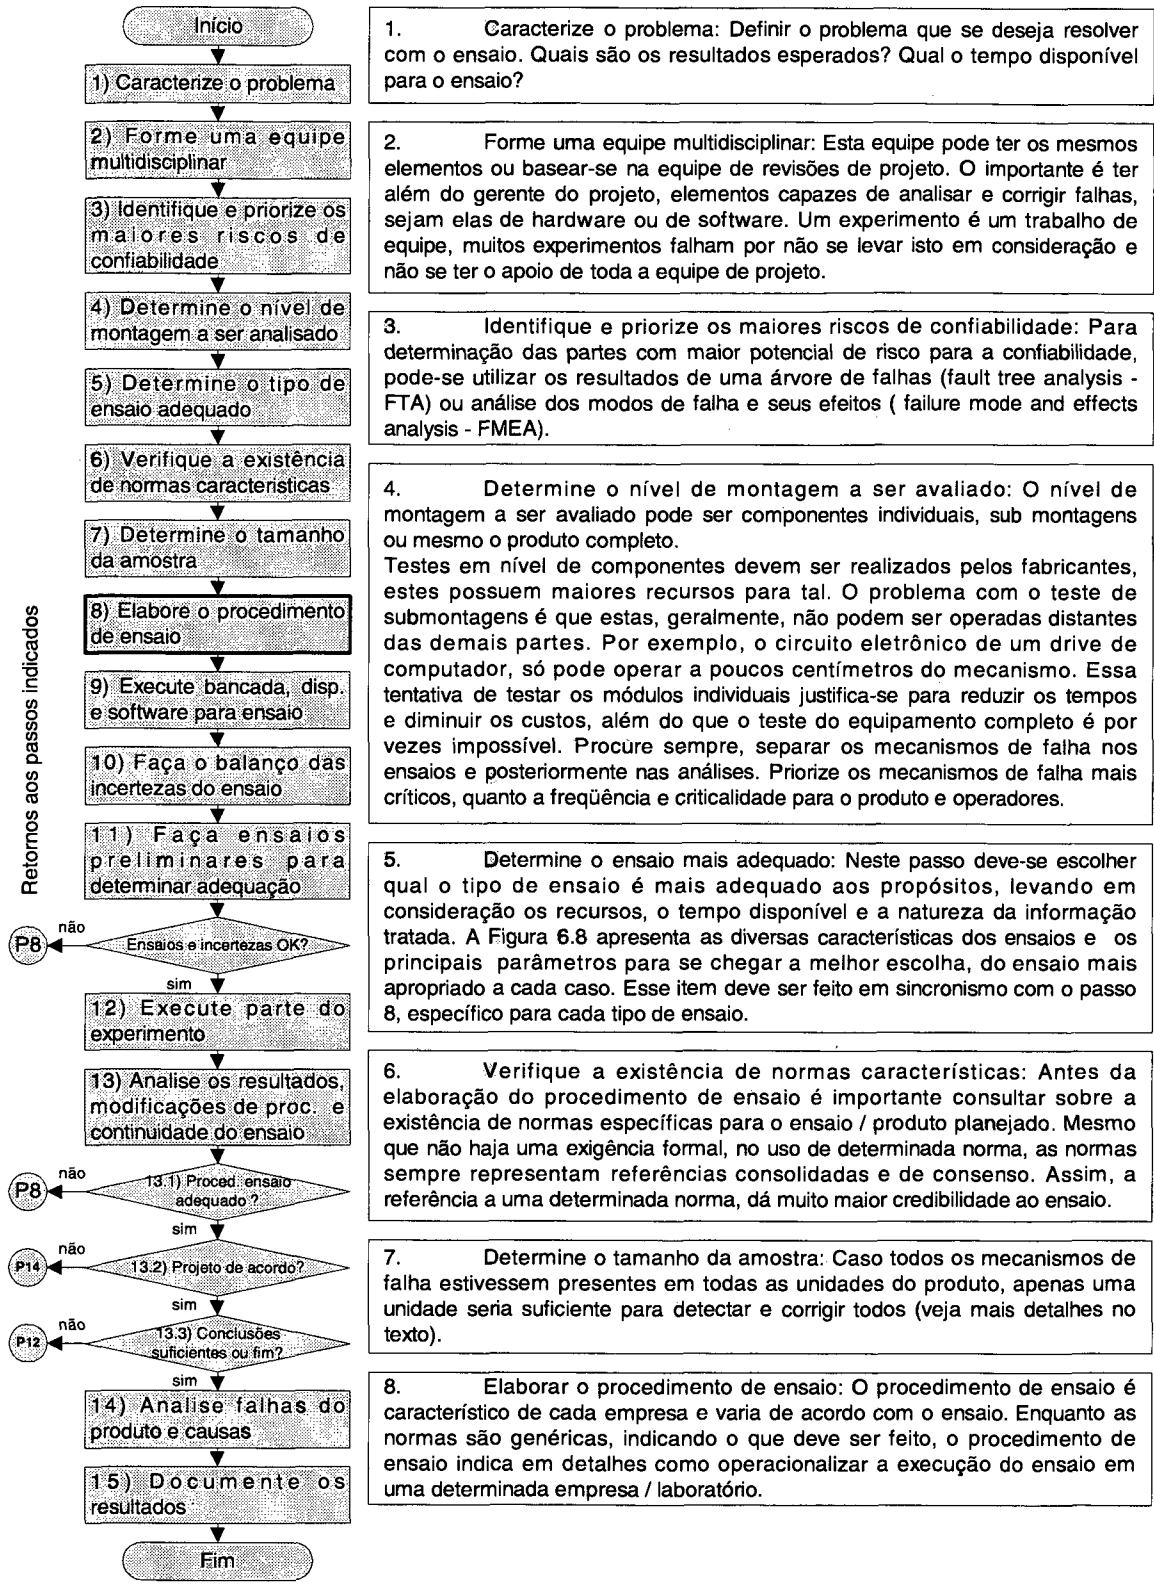 Início
1) Caracterize o problema
2) Forme uma equipe
multidisciplinar
3) Identifique e priorize os
maiores riscos de
confiabilidade
4) Determine o nível de
montagem a ser analisado
5) Determine o tipo de
ensaio adequado
6) Verifique a existência
de normas características
7) Determine o tamanho
da amostra
8) Elabore o procedimento
de ensaio
9) Execute bancada, disp.
e software para ensaio
10) Faça o balanço das
incertezas do ensaio
11) Faça ensaios
preliminares para
determinar adequação
Ensaios e incertezas OK?
não
P8
sim
12) Execute parte do
experimento
13) Analise os resultados,
modificações de proc. e
continuidade do ensaio
13.1) Proced. ensaio
adequado ?
não
P8
sim
13.2) Projeto de acordo?
não
P14
sim
13.3) Conclusões
suficientes ou fim?
não
P12
sim
14) Analise falhas do
produto e causas
15) Documente os
resultados
Fim
Retornos aos passos indicados
1. Caracterize o problema: Definir o problema que se deseja resolver
com o ensaio. Quais são os resultados esperados? Qual o tempo disponível
para o ensaio?
2. Forme uma equipe multidisciplinar: Esta equipe pode ter os mesmos
elementos ou basear-se na equipe de revisões de projeto. O importante é ter
além do gerente do projeto, elementos capazes de analisar e corrigir falhas,
sejam elas de hardware ou de software. Um experimento é um trabalho de
equipe, muitos experimentos falham por não se levar isto em consideração e
não se ter o apoio de toda a equipe de projeto.
3. Identifique e priorize os maiores riscos de confiabilidade: Para
determinação das partes com maior potencial de risco para a confiabilidade,
pode-se utilizar os resultados de uma árvore de falhas (fault tree analysis -
FTA) ou análise dos modos de falha e seus efeitos ( failure mode and effects
analysis - FMEA).
4. Determine o nível de montagem a ser avaliado: O nível de
montagem a ser avaliado pode ser componentes individuais, sub montagens
ou mesmo o produto completo.
Testes em nível de componentes devem ser realizados pelos fabricantes,
estes possuem maiores recursos para tal. O problema com o teste de
submontagens é que estas, geralmente, não podem ser operadas distantes
das demais partes. Por exemplo, o circuito eletrônico de um drive de
computador, só pode operar a poucos centímetros do mecanismo. Essa
tentativa de testar os módulos individuais justifica-se para reduzir os tempos
e diminuir os custos, além do que o teste do equipamento completo é por
vezes impossível. Procure sempre, separar os mecanismos de falha nos
ensaios e posteriormente nas análises. Priorize os mecanismos de falha mais
críticos, quanto a freqüência e criticalidade para o produto e operadores.
5. Determine o ensaio mais adequado: Neste passo deve-se escolher
qual o tipo de ensaio é mais adequado aos propósitos, levando em
consideração os recursos, o tempo disponível e a natureza da informação
tratada. A Figura 6.8 apresenta as diversas características dos ensaios e os
principais parâmetros para se chegar a melhor escolha, do ensaio mais
apropriado a cada caso. Esse item deve ser feito em sincronismo com o passo
8, específico para cada tipo de ensaio.
6. Verifique a existência de normas características: Antes da
elaboração do procedimento de ensaio é importante consultar sobre a
existência de normas específicas para o ensaio / produto planejado. Mesmo
que não haja uma exigência formal, no uso de determinada norma, as normas
sempre representam referências consolidadas e de consenso. Assim, a
referência a uma determinada norma, dá muito maior credibilidade ao ensaio.
7. Determine o tamanho da amostra: Caso todos os mecanismos de
falha estivessem presentes em todas as unidades do produto, apenas uma
unidade seria suficiente para detectar e corrigir todos (veja mais detalhes no
texto).
8. Elaborar o procedimento de ensaio: O procedimento de ensaio é
característico de cada empresa e varia de acordo com o ensaio. Enquanto as
normas são genéricas, indicando o que deve ser feito, o procedimento de
ensaio indica em detalhes como operacionalizar a execução do ensaio em
uma determinada empresa / laboratório.